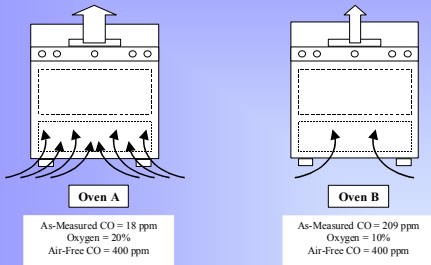 Oven A
As-Measured CO = 18 ppm
Oxygen = 20%
Air-Free CO = 400 ppm
Oven B
As-Measured CO = 209 ppm
Oxygen = 10%
Air-Free CO = 400 ppm